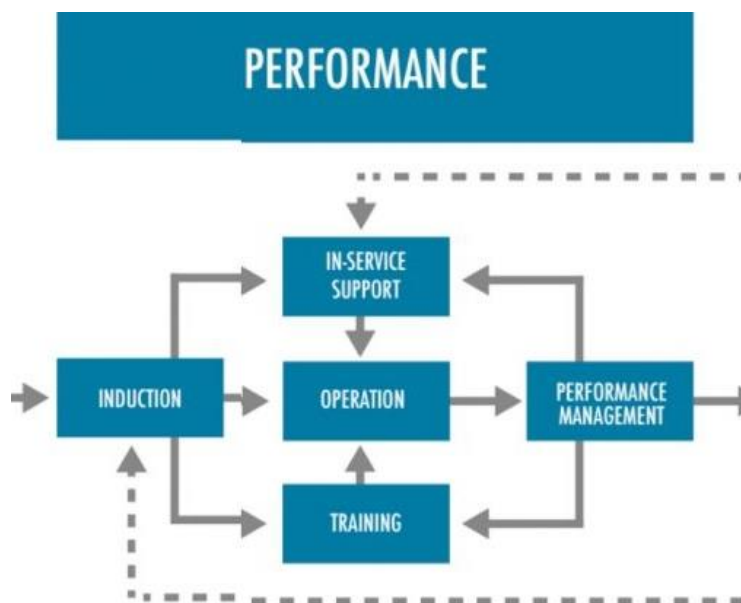 PERFORMANCE
IN-SERVICE
SUPPORT
INDUCTION
OPERATION
PERFORMANCE
MANAGEMENT
TRAINING